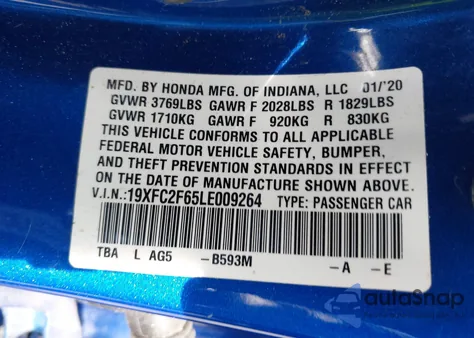 MFD. BY HONDA MFG. OF INDIANA, LLC 01/'20
GVWR 3769LBS GAWR F 2028LBS R 1829LBS
GVWR 1710KG GAWR F 920KG R 830KG
THIS VEHICLE CONFORMS TO ALL APPLICABLE
FEDERAL MOTOR VEHICLE SAFETY, BUMPER,
AND THEFT PREVENTION STANDARDS IN EFFECT
ON THE DATE OF MANUFACTURE SHOWN ABOVE.
V.I.N.:19XFC2F65LE009264 TYPE: PASSENGER CAR
TBA L AG5 -B593M -A -E
autoSnap